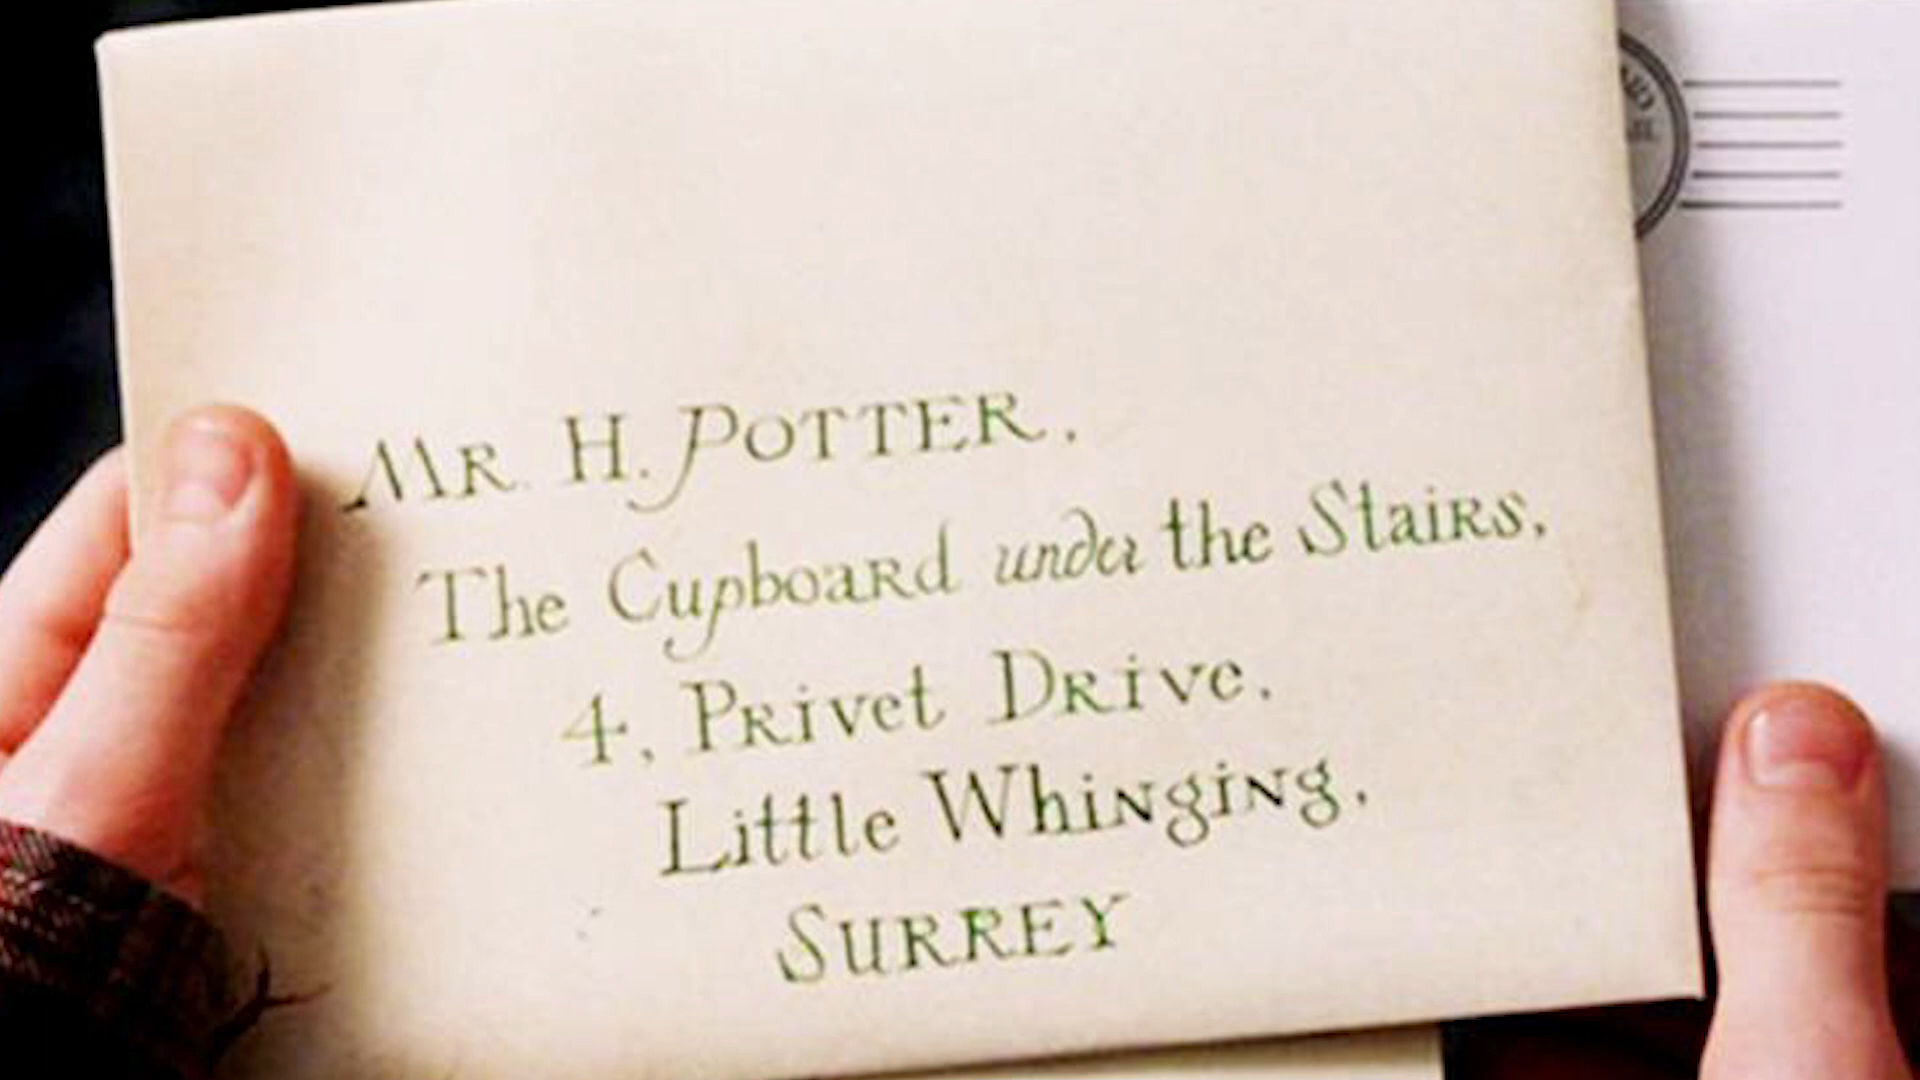 Mr. H. POTTER,
The Cupboard under the Stairs,
4, Privet Drive,
Little Whinging,
SURREY